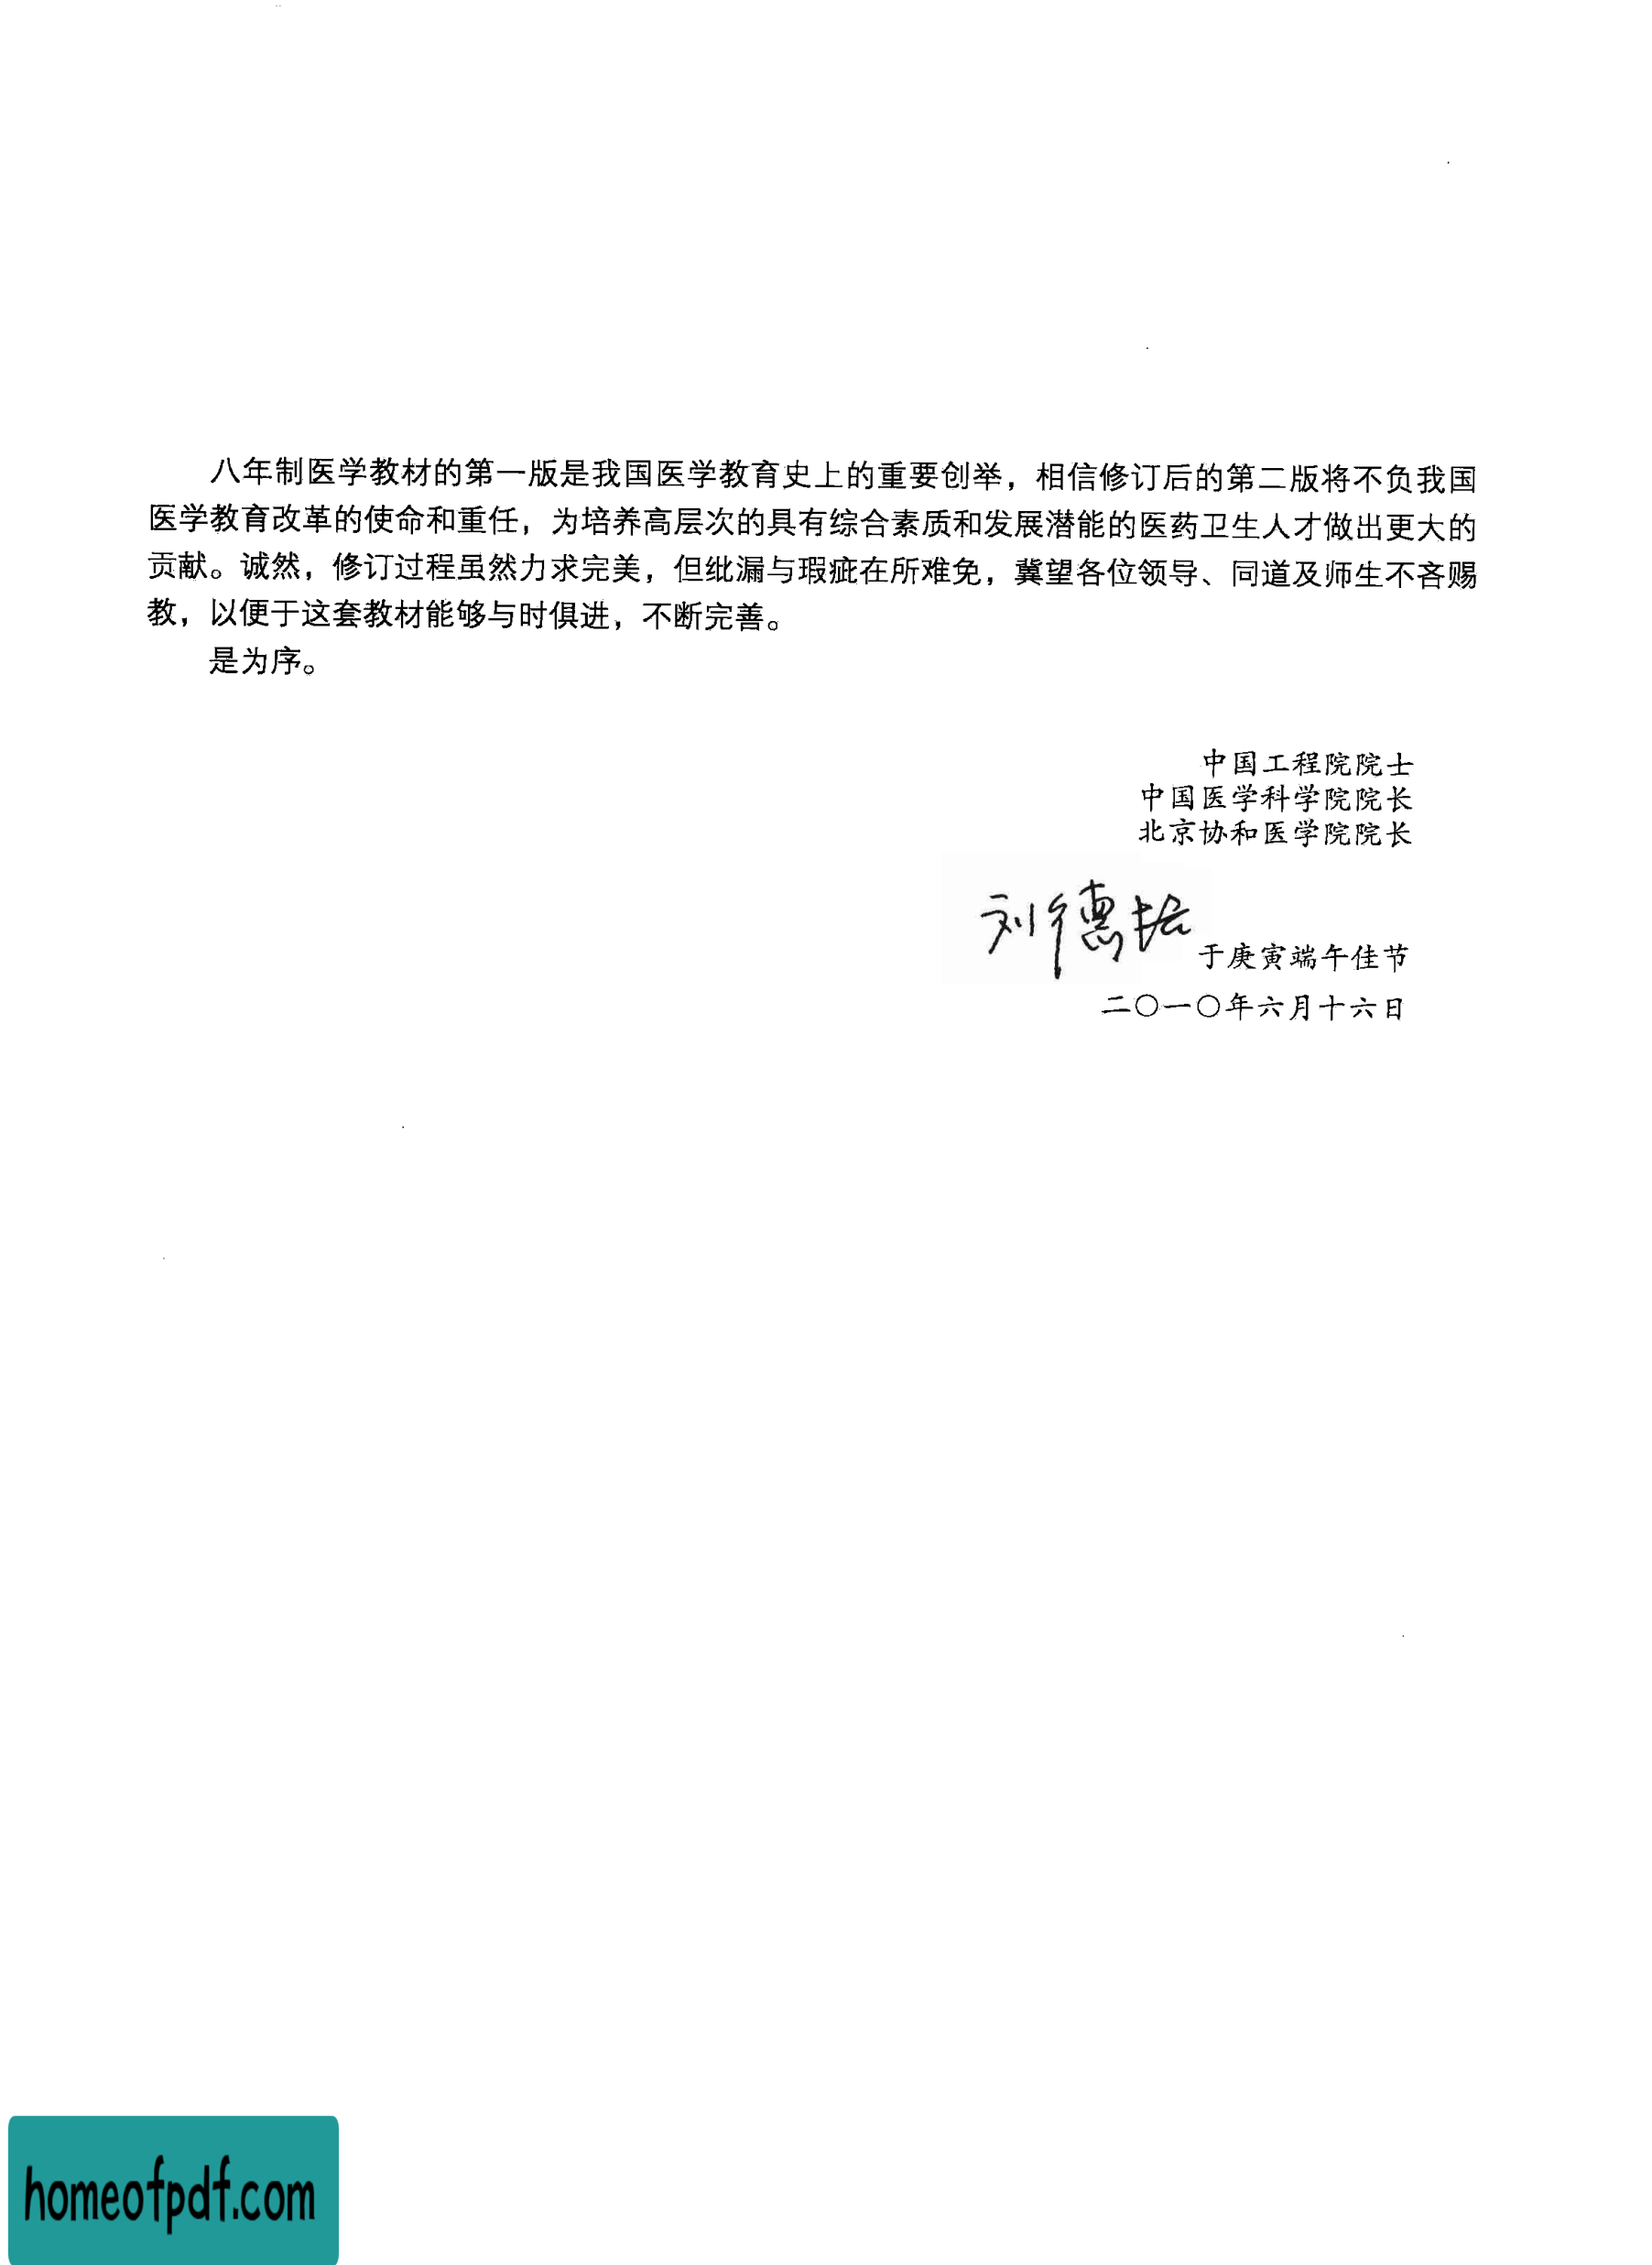 八年制医学教材的第一版是我国医学教育史上的重要创举，相信修订后的第二版将不负我国
医学教育改革的使命和重任，为培养高层次的具有综合素质和发展潜能的医药卫生人才做出更大的
贡献。诚然，修订过程虽然力求完美，但纰漏与瑕疵在所难免，冀望各位领导、同道及师生不吝赐
教，以便于这套教材能够与时俱进，不断完善。
是为序。
中国工程院院士
中国医学科学院院长
北京协和医学院院长
刘德培
于庚寅端午佳节
二〇一〇年六月十六日
homeofpdf.com